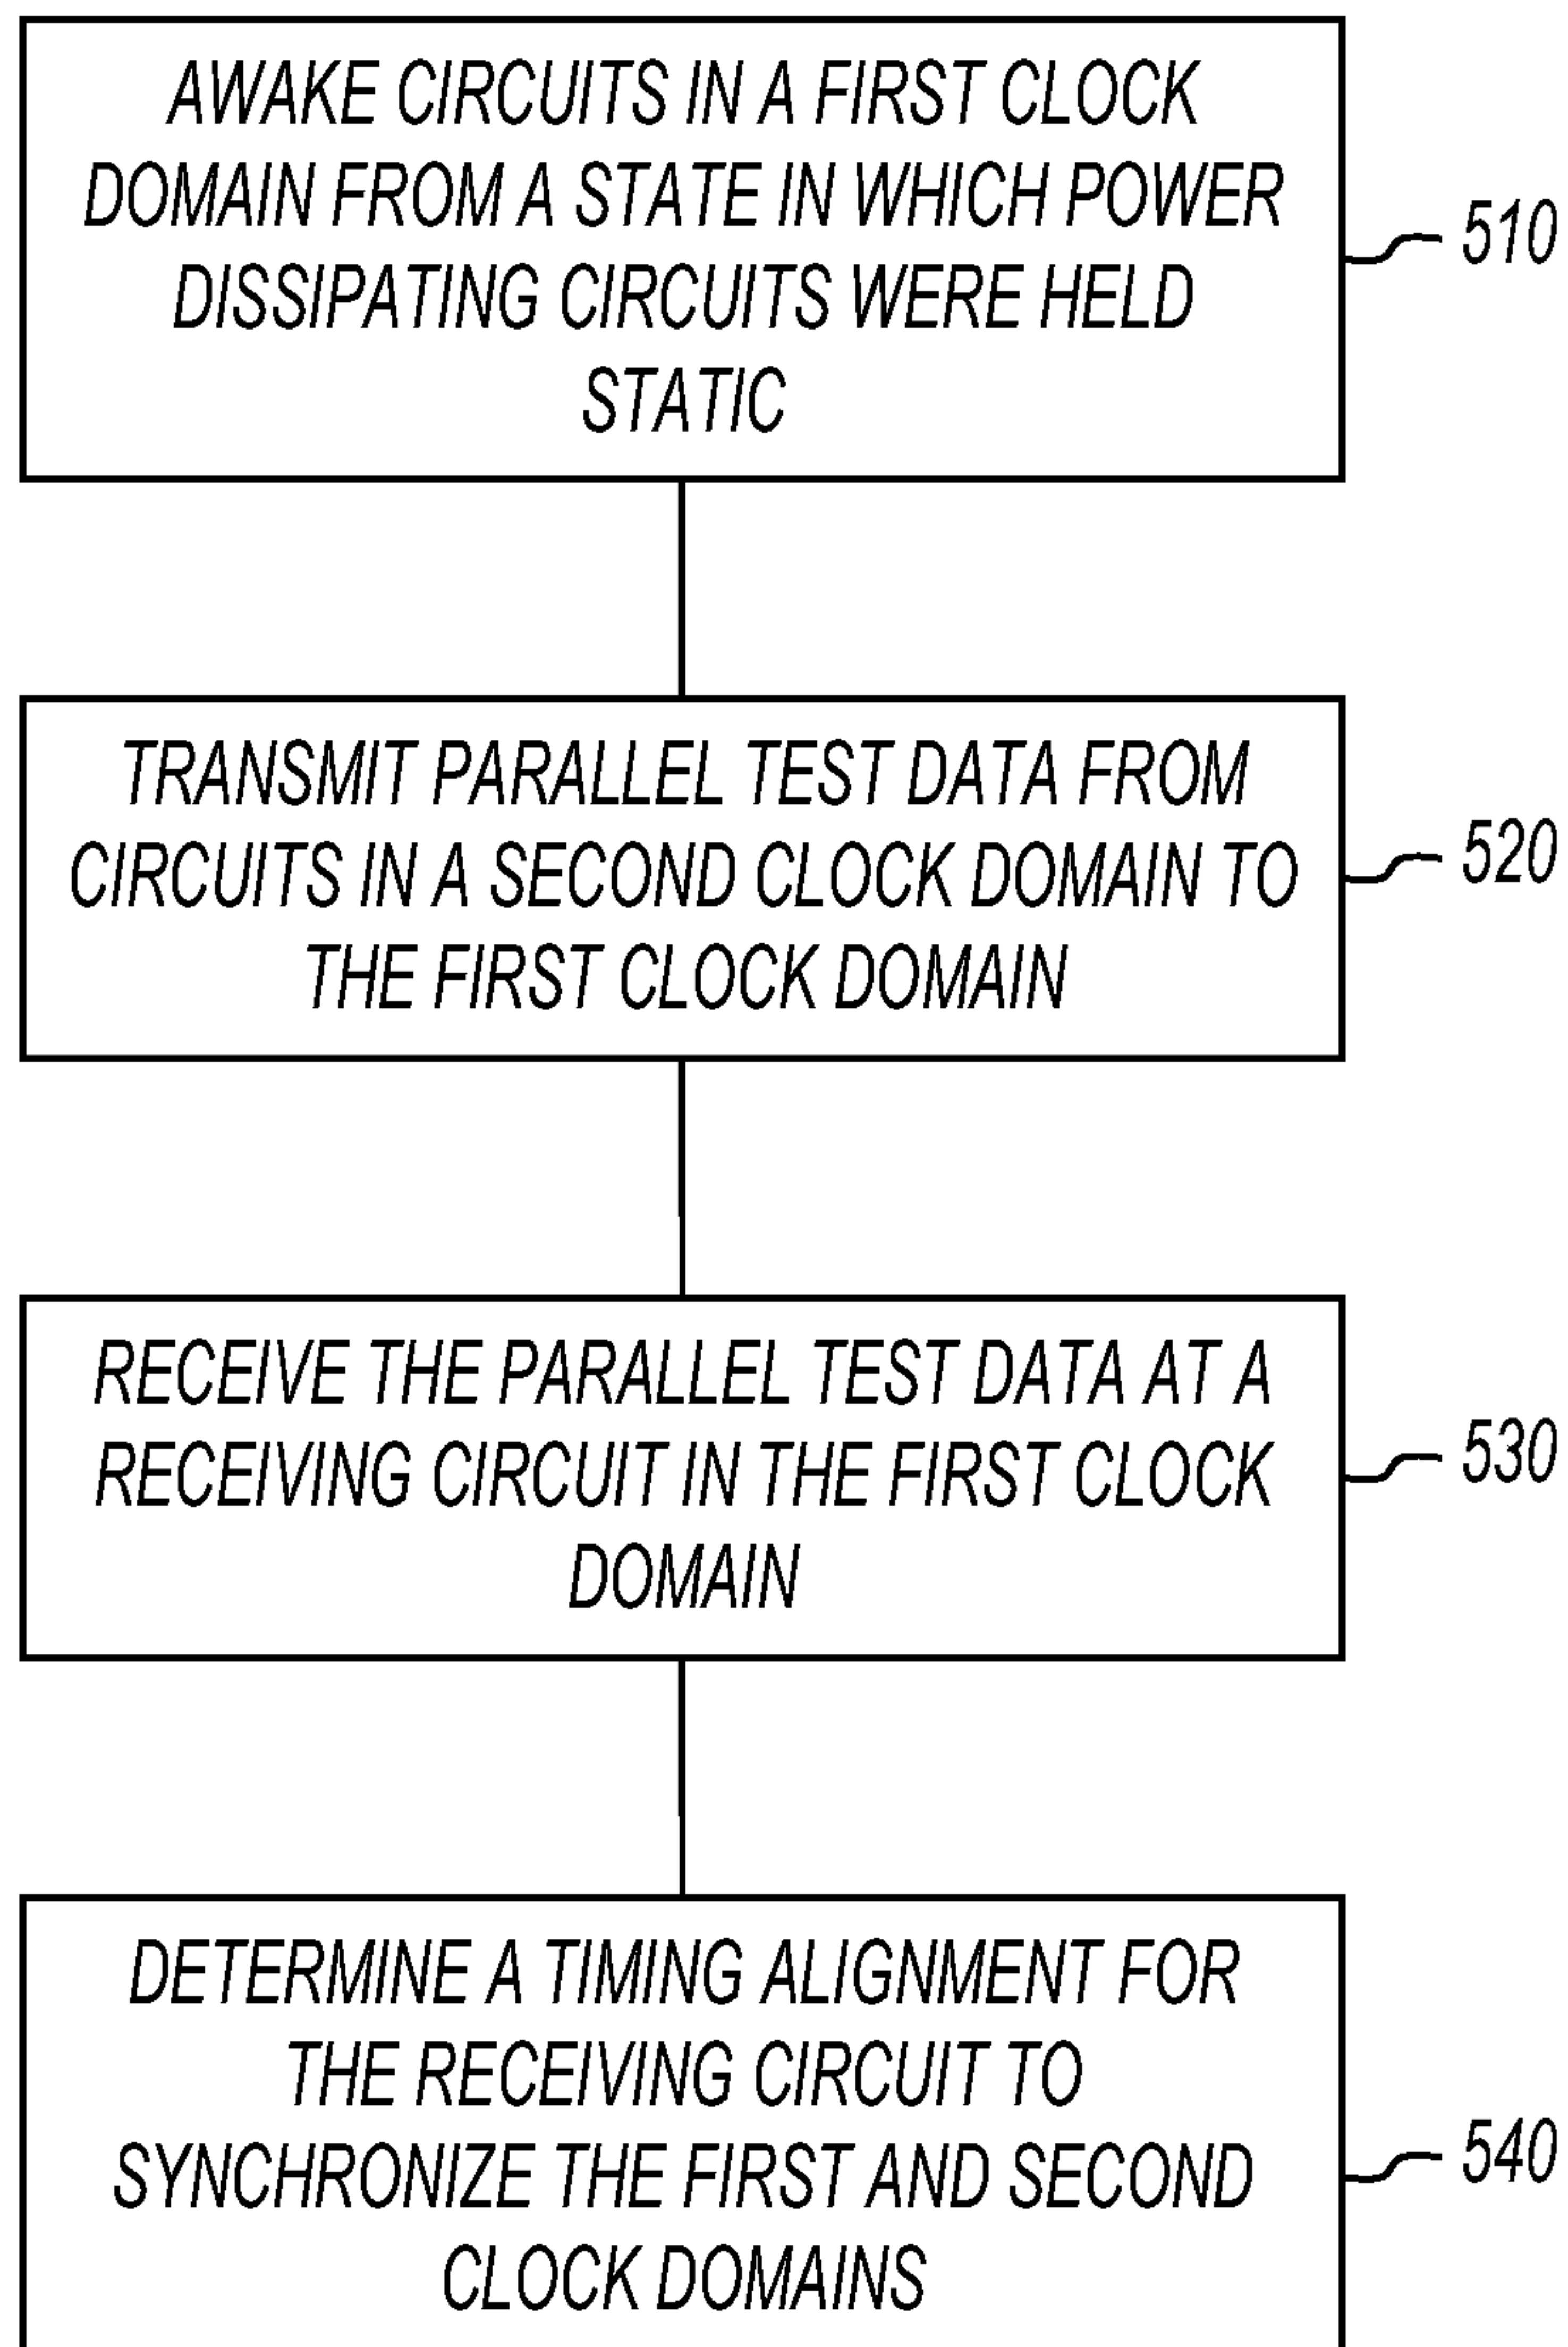 AWAKE CIRCUITS IN A FIRST CLOCK
DOMAIN FROM A STATE IN WHICH POWER
DISSIPATING CIRCUITS WERE HELD
STATIC
510
TRANSMIT PARALLEL TEST DATA FROM
CIRCUITS IN A SECOND CLOCK DOMAIN TO
THE FIRST CLOCK DOMAIN
520
RECEIVE THE PARALLEL TEST DATA AT A
RECEIVING CIRCUIT IN THE FIRST CLOCK
DOMAIN
530
DETERMINE A TIMING ALIGNMENT FOR
THE RECEIVING CIRCUIT TO
SYNCHRONIZE THE FIRST AND SECOND
CLOCK DOMAINS
540